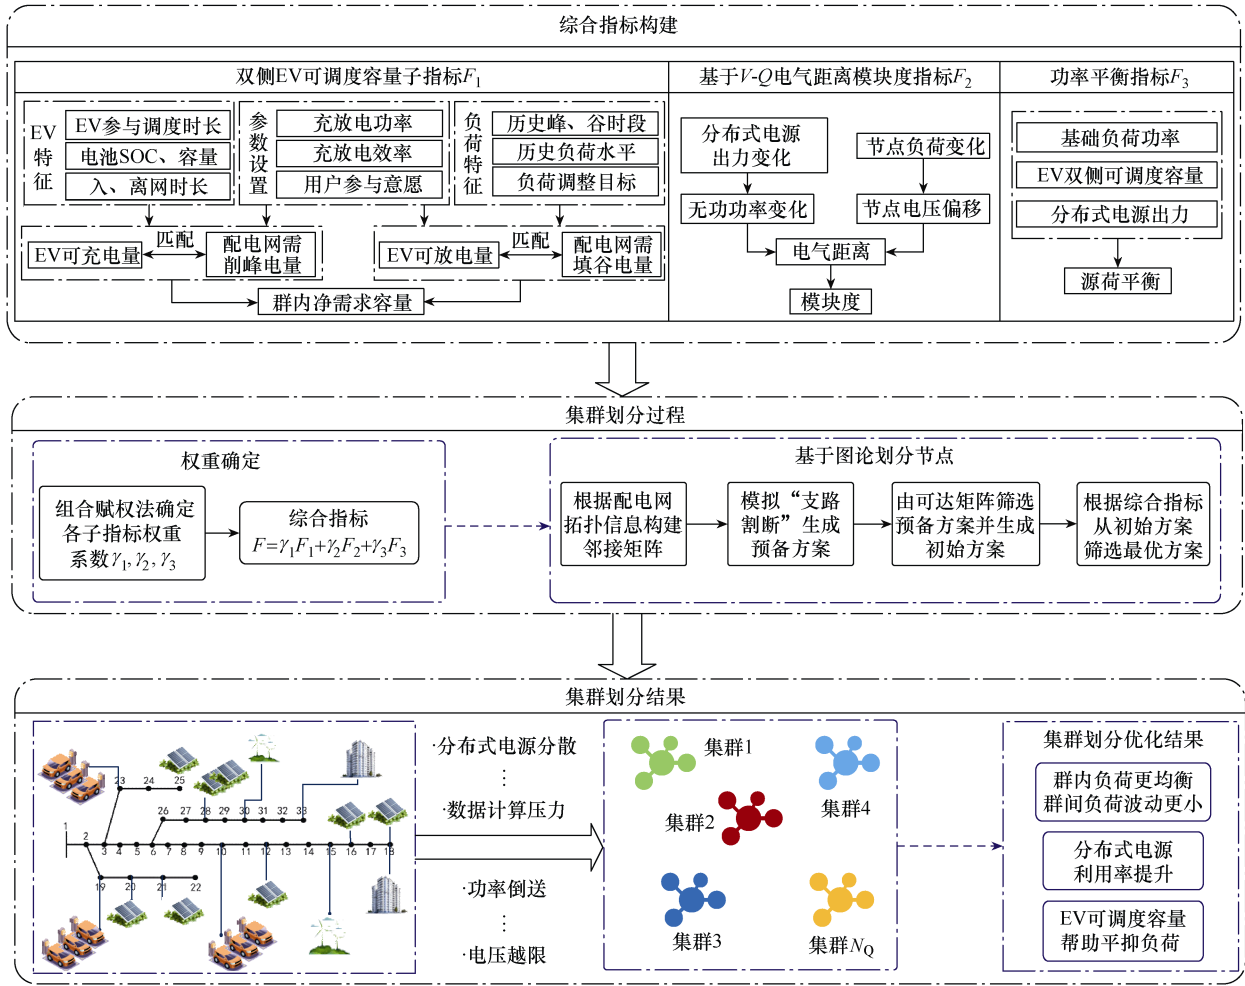 综合指标构建
双侧EV可调度容量子指标F₁
基于V-Q电气距离模块度指标F₂
功率平衡指标F₃
EV
特
征
EV参与调度时长
电池SOC、容量
入、离网时长
参
数
设
置
充放电功率
充放电效率
用户参与意愿
负
荷
特
征
历史峰、谷时段
历史负荷水平
负荷调整目标
EV可充电量
匹配
配电网需
削峰电量
EV可放电量
匹配
配电网需
填谷电量
群内净需求容量
分布式电源
出力变化
节点负荷变化
无功功率变化
节点电压偏移
电气距离
模块度
基础负荷功率
EV双侧可调度容量
分布式电源出力
源荷平衡
集群划分过程
权重确定
组合赋权法确定
各子指标权重
系数γ₁,γ₂,γ₃
综合指标
F=γ₁F₁+γ₂F₂+γ₃F₃
基于图论划分节点
根据配电网
拓扑信息构建
邻接矩阵
模拟“支路
割断”生成
预备方案
由可达矩阵筛选
预备方案并生成
初始方案
根据综合指标
从初始方案
筛选最优方案
集群划分结果
23 24 25
26 27 28 29 30 31 32 33
1
2
3 4 5 6 7 8 9 10 11 12 13 14 15 16 17 18
19 20 21 22
·分布式电源分散
⋮
·数据计算压力
·功率倒送
⋮
·电压越限
集群1
集群2
集群3
集群4
集群N_Q
集群划分优化结果
群内负荷更均衡
群间负荷波动更小
分布式电源
利用率提升
EV可调度容量
帮助平抑负荷